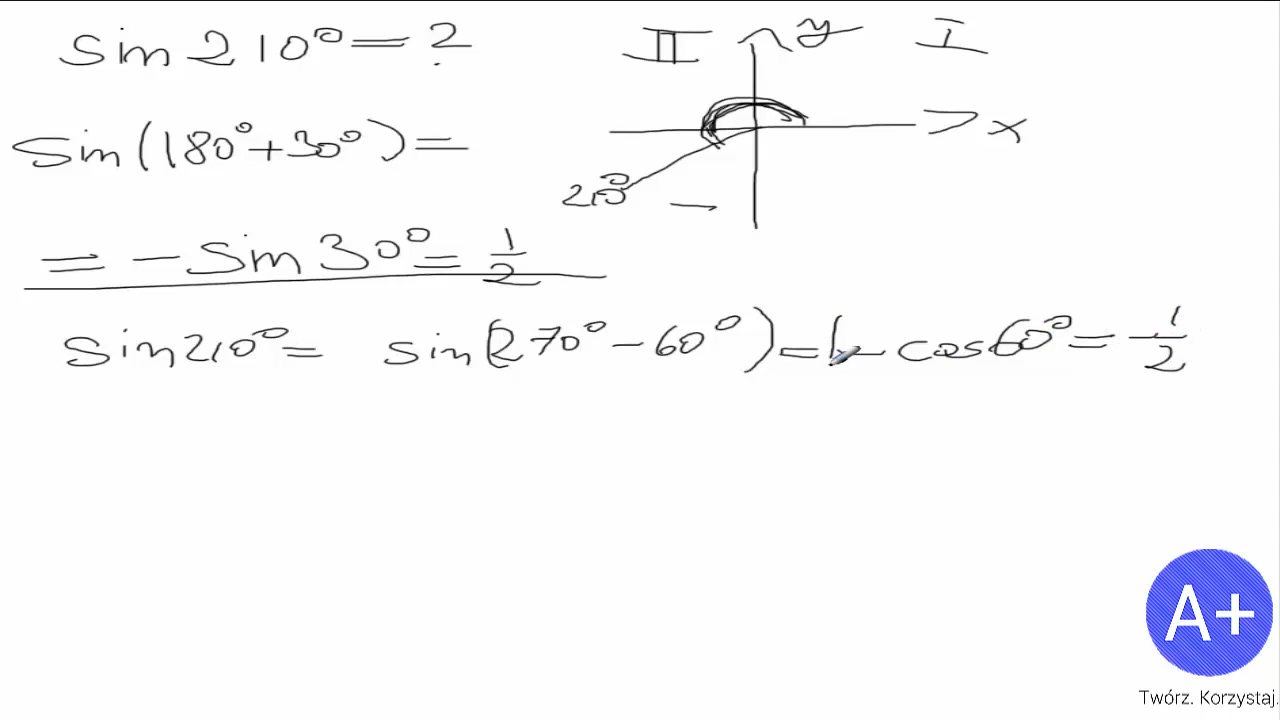 sin 210° = ?
II y I
sin(180° + 30°) =
x
210° -
= - sin 30° = 1/2
sin 210° = sin(270° - 60°) = - cos 60° = - 1/2
A+
Twórz. Korzystaj.